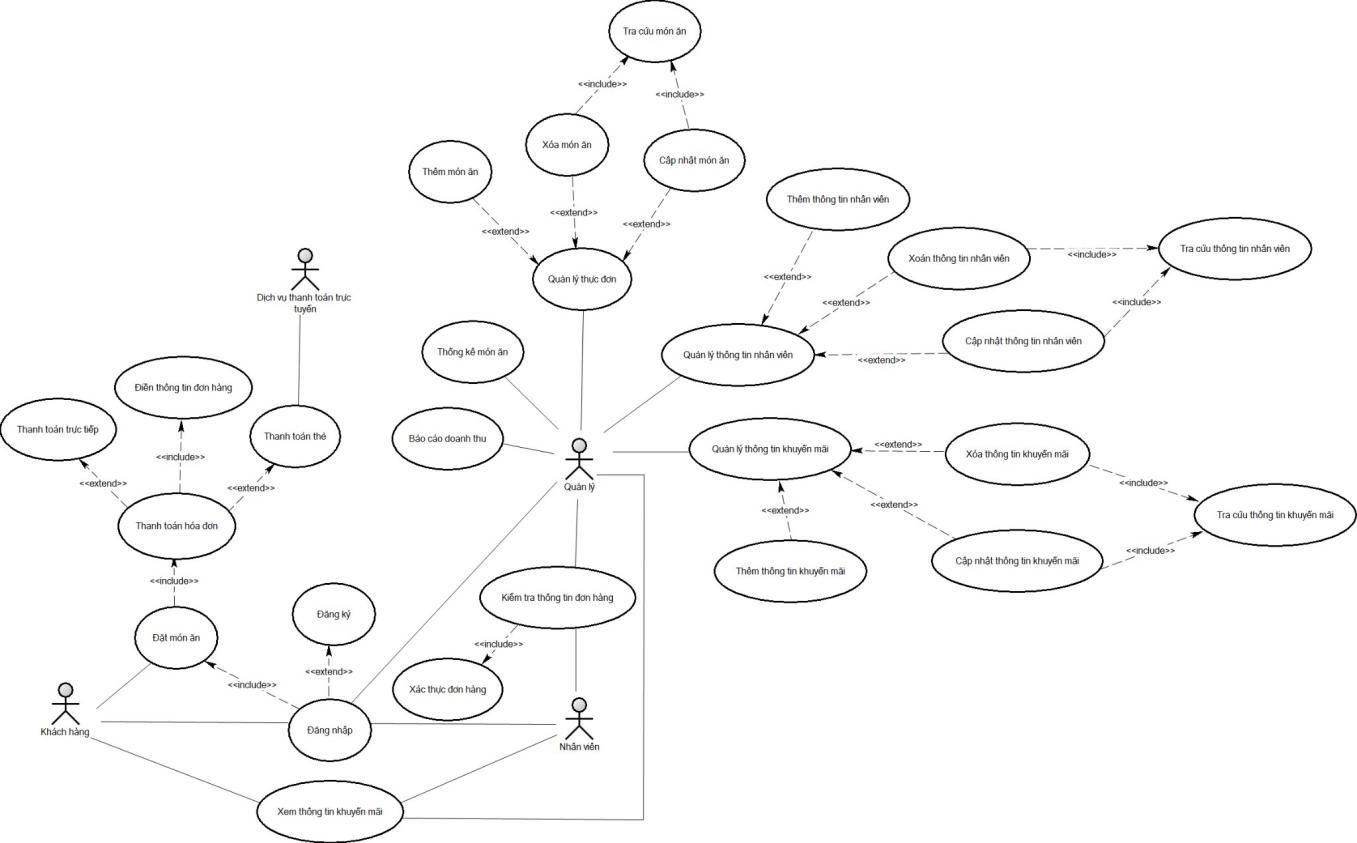 Tra cứu món ăn
<<include>>
<<include>>
Xóa món ăn
Cập nhật món ăn
Thêm món ăn
<<extend>>
<<extend>>
<<extend>>
Quản lý thực đơn
Thêm thông tin nhân viên
Xoán thông tin nhân viên
<<include>>
Tra cứu thông tin nhân viên
<<extend>>
<<extend>>
<<include>>
Cập nhật thông tin nhân viên
Quản lý thông tin nhân viên
<<extend>>
Dịch vụ thanh toán trực
tuyến
Thống kê món ăn
Báo cáo doanh thu
Điền thông tin đơn hàng
Thanh toán trực tiếp
Thanh toán thẻ
<<include>>
<<extend>>
<<extend>>
Thanh toán hóa đơn
<<include>>
Quản lý
Quản lý thông tin khuyến mãi
<<extend>>
Xóa thông tin khuyến mãi
<<include>>
<<extend>>
<<extend>>
Tra cứu thông tin khuyến mãi
<<include>>
Thêm thông tin khuyến mãi
Cập nhật thông tin khuyến mãi
Đăng ký
Kiểm tra thông tin đơn hàng
Đặt món ăn
<<include>>
<<extend>>
<<include>>
Xác thực đơn hàng
Khách hàng
Đăng nhập
Nhân viên
Xem thông tin khuyến mãi